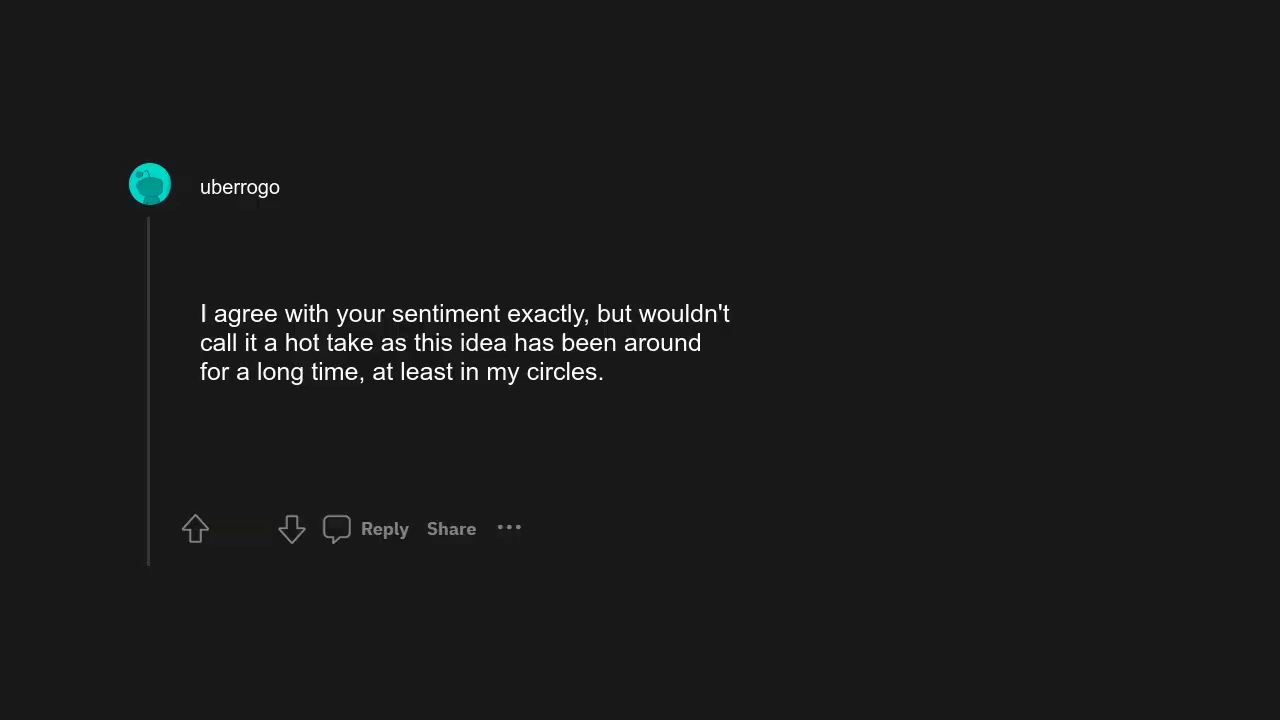 uberrogo
I agree with your sentiment exactly, but wouldn't
call it a hot take as this idea has been around
for a long time, at least in my circles.
Reply Share